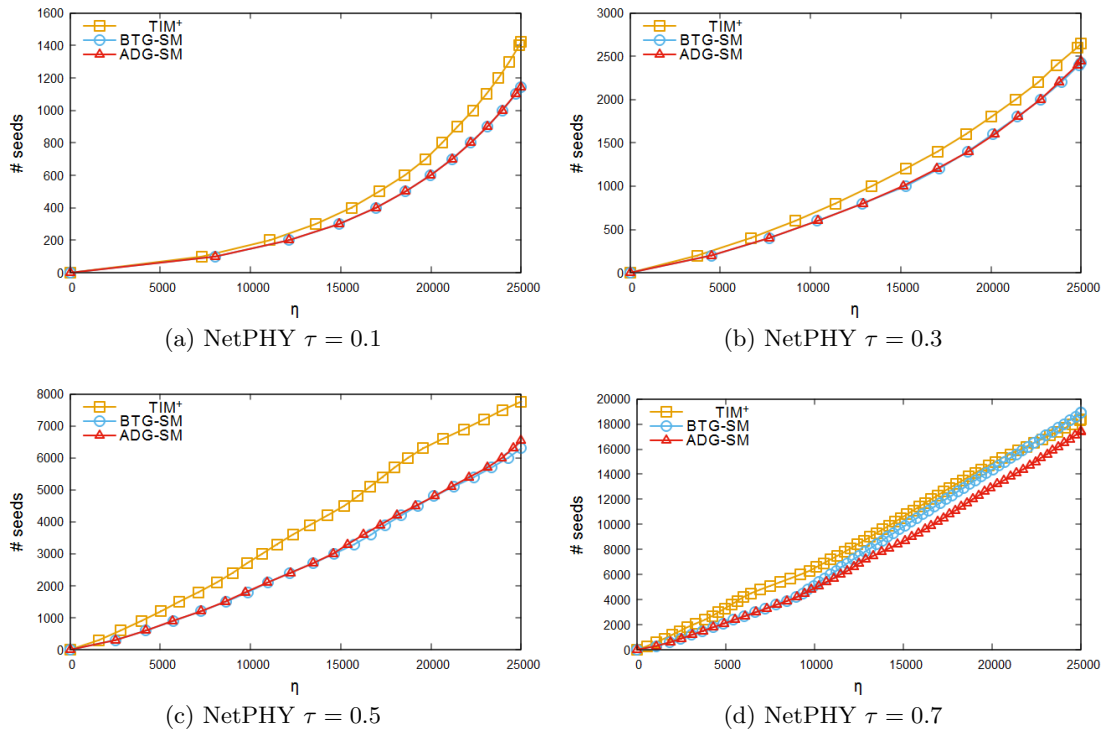 TIM⁺
BTG-SM
ADG-SM
# seeds
1600
1400
1200
1000
800
600
400
200
0
0 5000 10000 15000 20000 25000
η
(a) NetPHY τ = 0.1
TIM⁺
BTG-SM
ADG-SM
# seeds
3000
2500
2000
1500
1000
500
0
0 5000 10000 15000 20000 25000
η
(b) NetPHY τ = 0.3
TIM⁺
BTG-SM
ADG-SM
# seeds
8000
7000
6000
5000
4000
3000
2000
1000
0
0 5000 10000 15000 20000 25000
η
(c) NetPHY τ = 0.5
TIM⁺
BTG-SM
ADG-SM
# seeds
20000
18000
16000
14000
12000
10000
8000
6000
4000
2000
0
0 5000 10000 15000 20000 25000
η
(d) NetPHY τ = 0.7